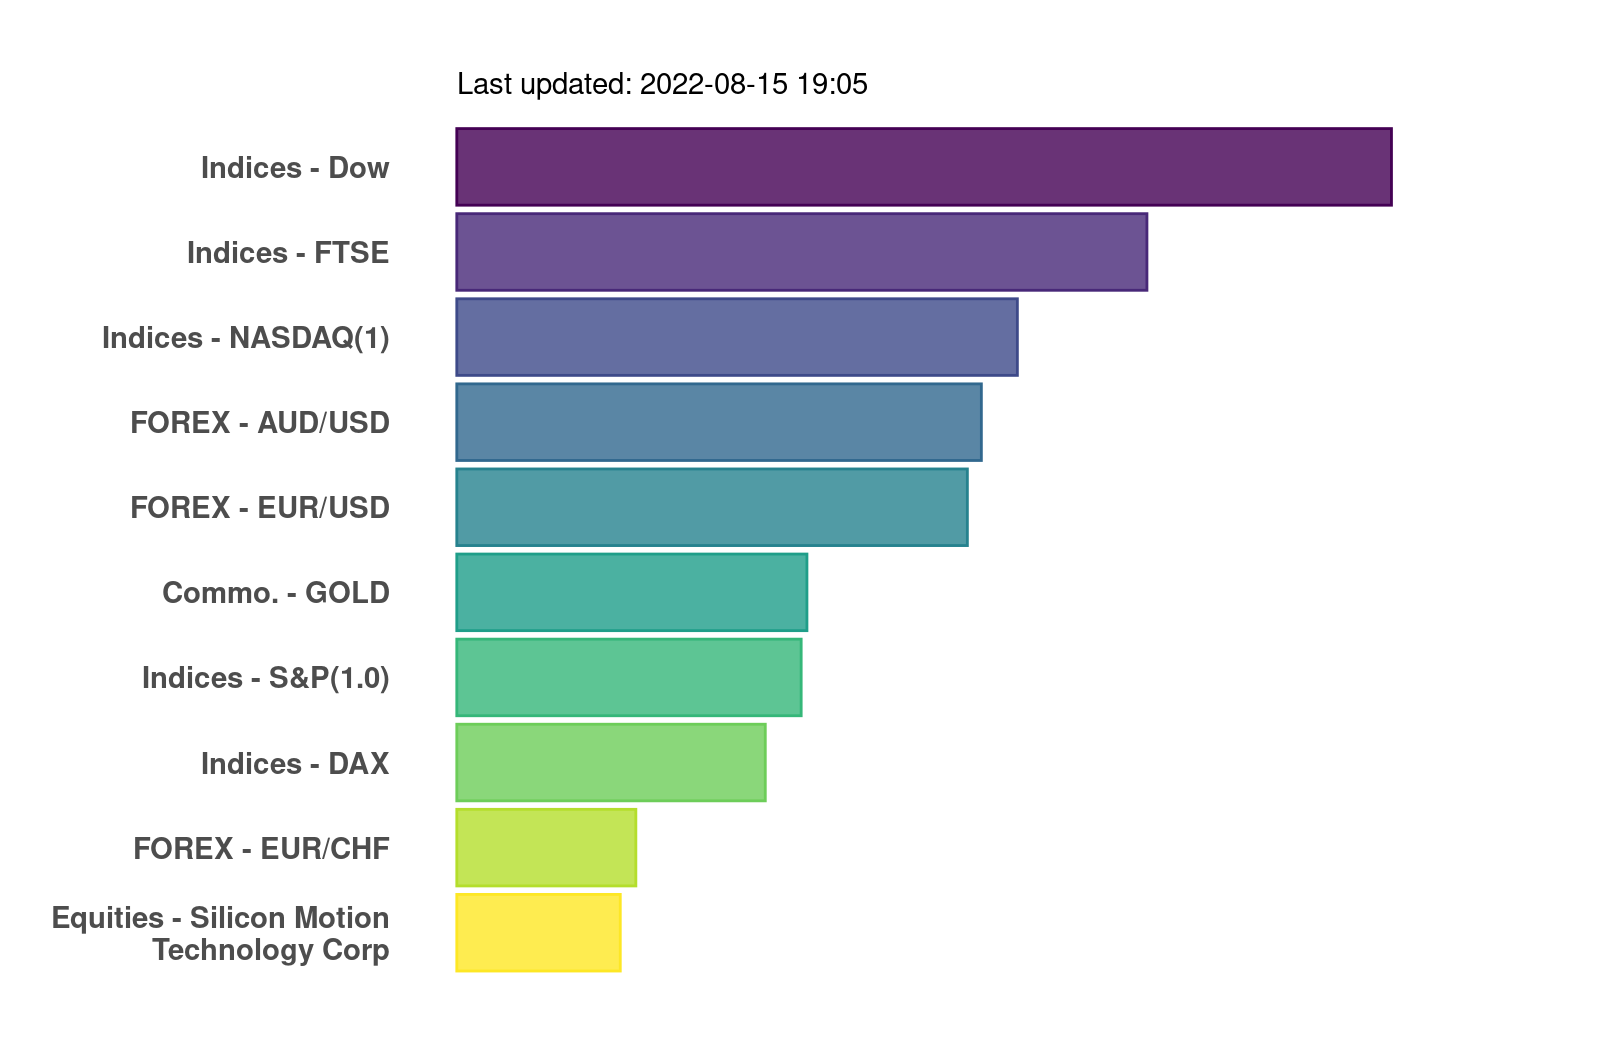 Last updated: 2022-08-15 19:05
Indices - Dow
Indices - FTSE
Indices - NASDAQ(1)
FOREX - AUD/USD
FOREX - EUR/USD
Commo. - GOLD
Indices - S&P(1.0)
Indices - DAX
FOREX - EUR/CHF
Equities - Silicon Motion
Technology Corp